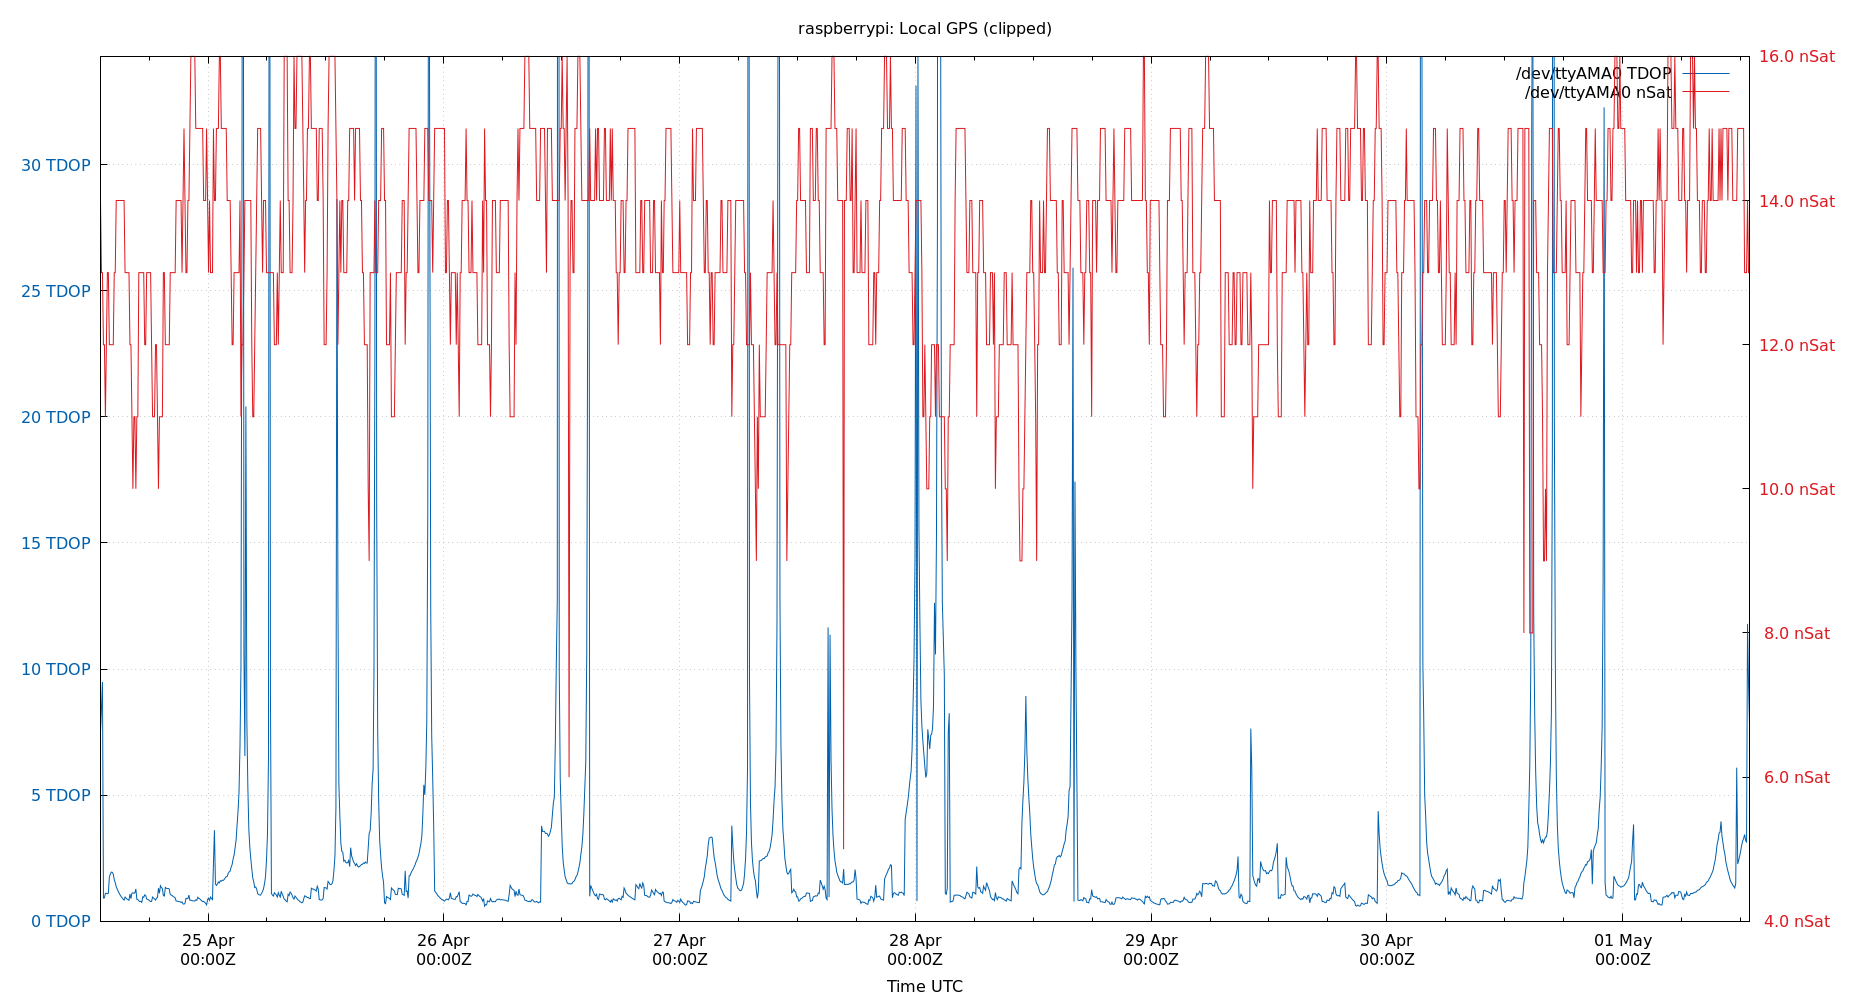 raspberrypi: Local GPS (clipped)
/dev/ttyAMA0 TDOP
/dev/ttyAMA0 nSat
30 TDOP
25 TDOP
20 TDOP
15 TDOP
10 TDOP
5 TDOP
0 TDOP
16.0 nSat
14.0 nSat
12.0 nSat
10.0 nSat
8.0 nSat
6.0 nSat
4.0 nSat
25 Apr
00:00Z
26 Apr
00:00Z
27 Apr
00:00Z
28 Apr
00:00Z
29 Apr
00:00Z
30 Apr
00:00Z
01 May
00:00Z
Time UTC